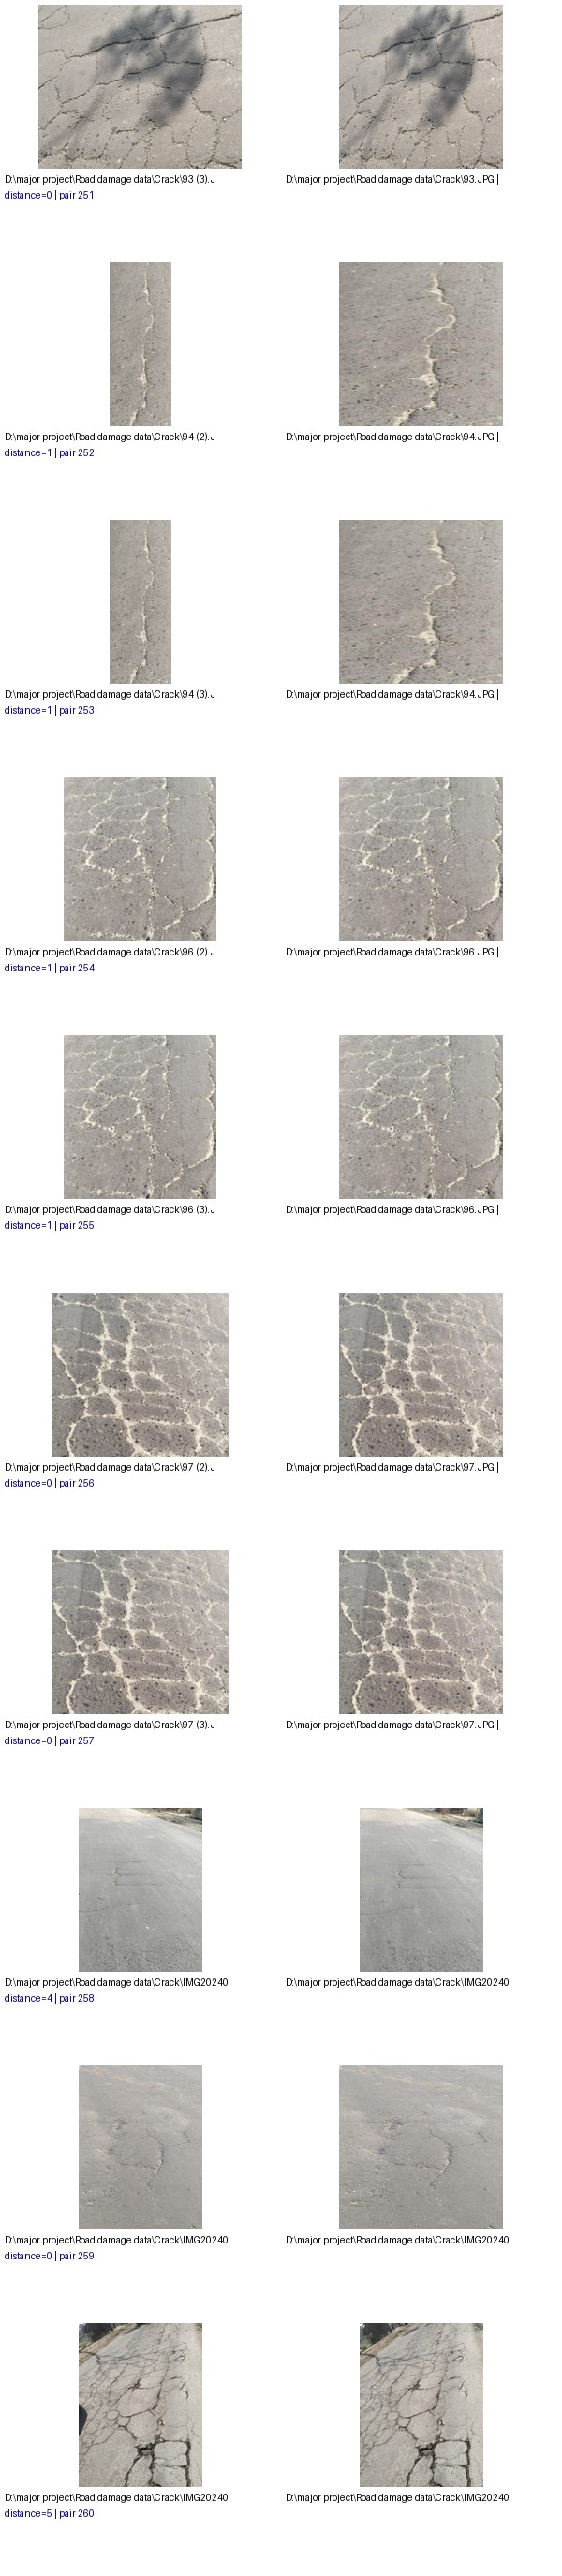 D:\major project\Road damage data\Crack\93 (3).J
D:\major project\Road damage data\Crack\93.JPG |
distance=0 | pair 251
D:\major project\Road damage data\Crack\94 (2).J
D:\major project\Road damage data\Crack\94.JPG |
distance=1 | pair 252
D:\major project\Road damage data\Crack\94 (3).J
D:\major project\Road damage data\Crack\94.JPG |
distance=1 | pair 253
D:\major project\Road damage data\Crack\96 (2).J
D:\major project\Road damage data\Crack\96.JPG |
distance=1 | pair 254
D:\major project\Road damage data\Crack\96 (3).J
D:\major project\Road damage data\Crack\96.JPG |
distance=1 | pair 255
D:\major project\Road damage data\Crack\97 (2).J
D:\major project\Road damage data\Crack\97.JPG |
distance=0 | pair 256
D:\major project\Road damage data\Crack\97 (3).J
D:\major project\Road damage data\Crack\97.JPG |
distance=0 | pair 257
D:\major project\Road damage data\Crack\IMG20240
D:\major project\Road damage data\Crack\IMG20240
distance=4 | pair 258
D:\major project\Road damage data\Crack\IMG20240
D:\major project\Road damage data\Crack\IMG20240
distance=0 | pair 259
D:\major project\Road damage data\Crack\IMG20240
D:\major project\Road damage data\Crack\IMG20240
distance=5 | pair 260